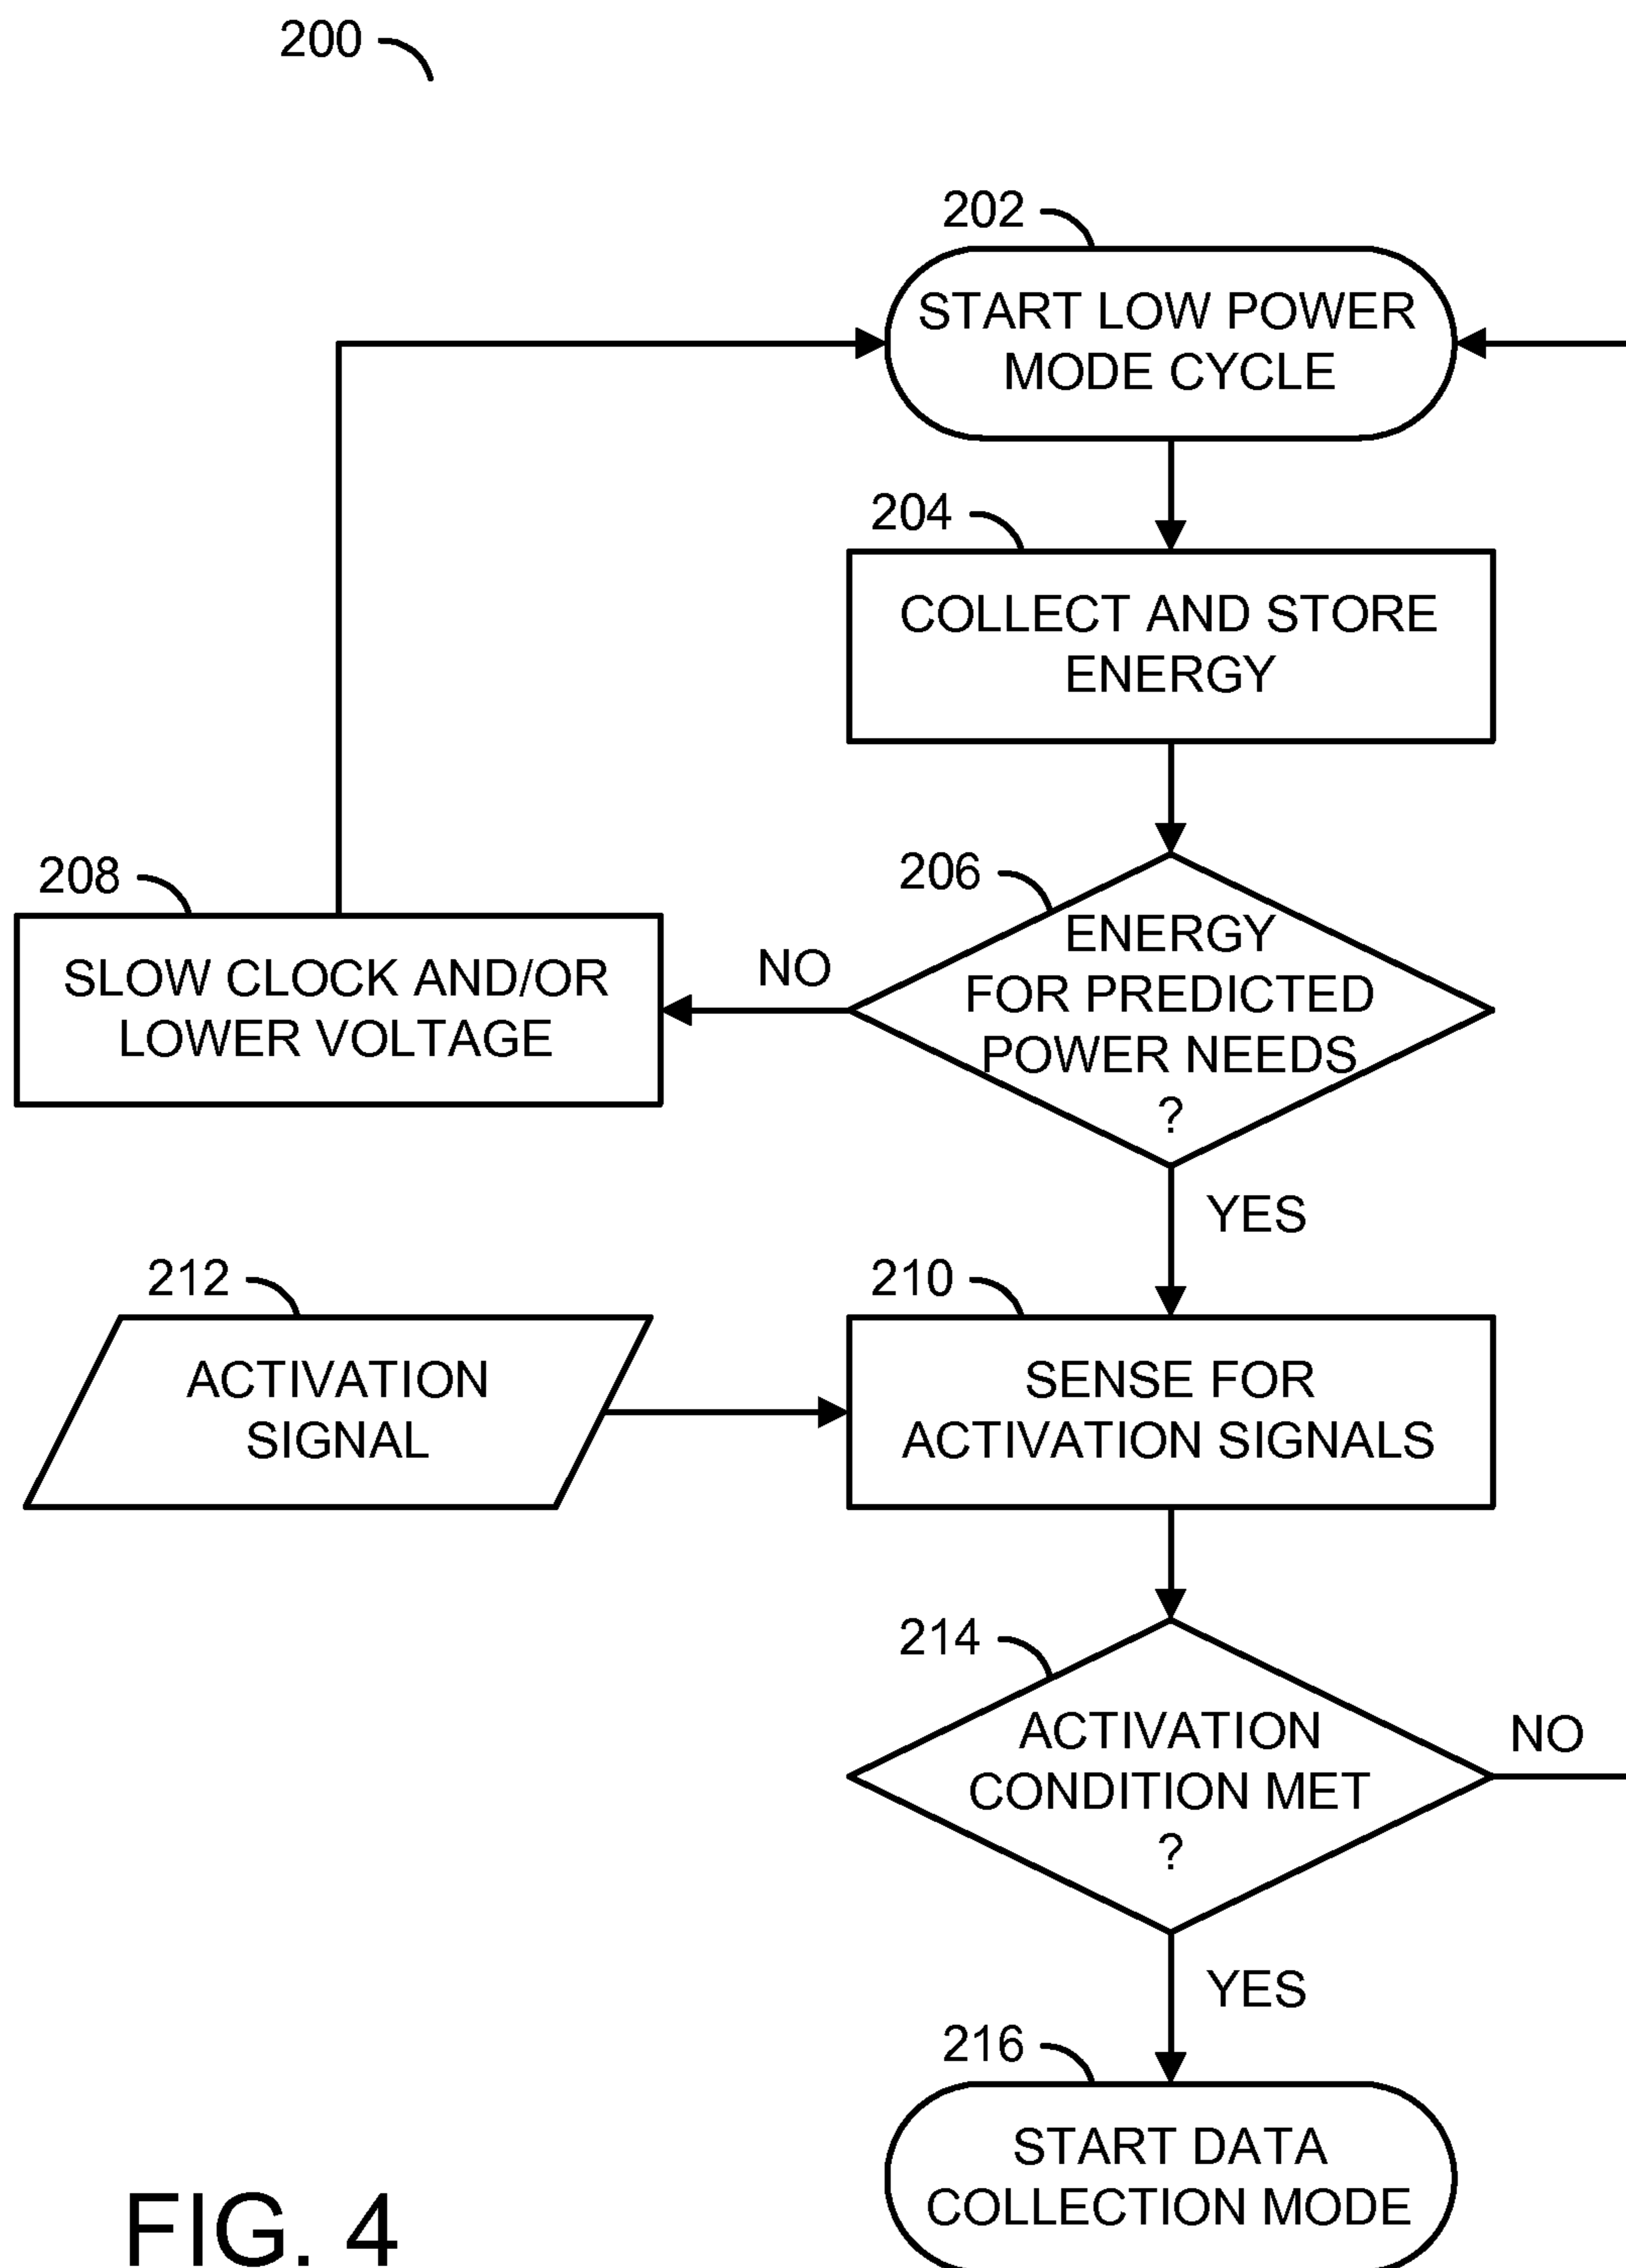 200
202
START LOW POWER
MODE CYCLE
204
COLLECT AND STORE
ENERGY
206
ENERGY
FOR PREDICTED
POWER NEEDS
?
NO
208
SLOW CLOCK AND/OR
LOWER VOLTAGE
YES
212
ACTIVATION
SIGNAL
210
SENSE FOR
ACTIVATION SIGNALS
214
ACTIVATION
CONDITION MET
?
NO
YES
216
START DATA
COLLECTION MODE
FIG. 4